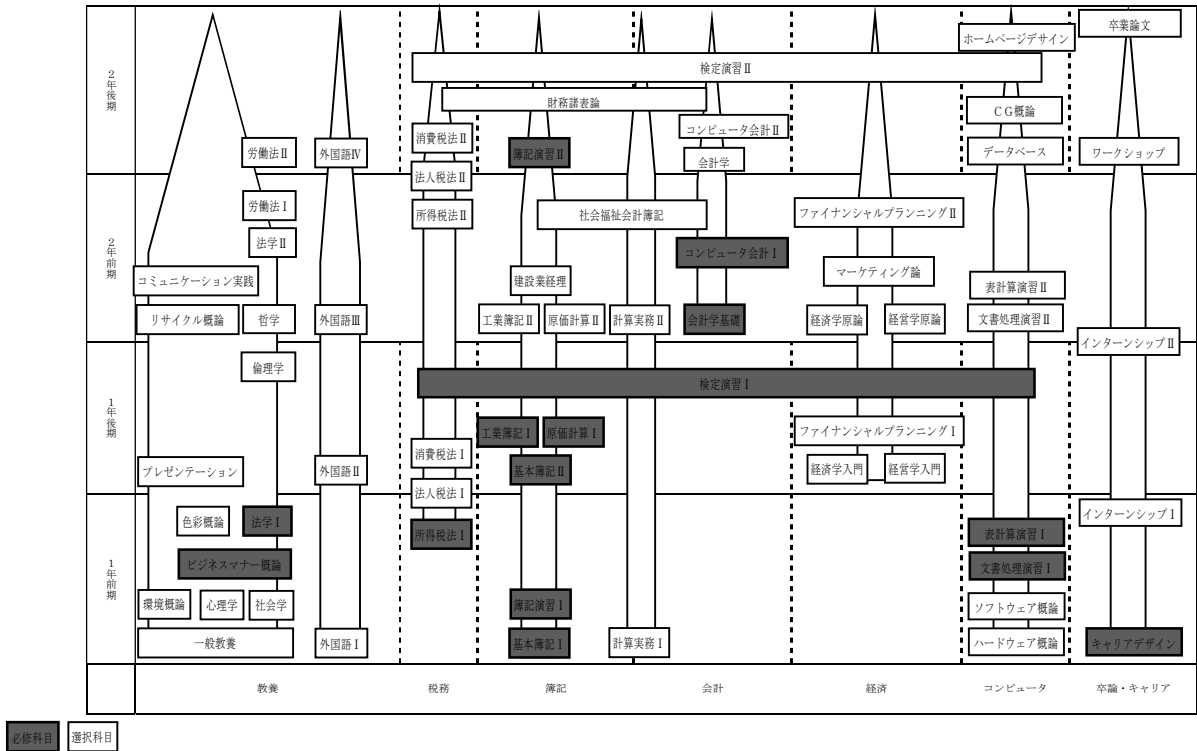 ホームページデザイン
卒業論文
検定演習Ⅱ
2年後期
財務諸表論
CG概論
コンピュータ会計Ⅱ
消費税法Ⅱ
労働法Ⅱ
外国語Ⅳ
簿記演習Ⅱ
会計学
データベース
ワークショップ
法人税法Ⅱ
労働法Ⅰ
所得税法Ⅱ
社会福祉会計簿記
ファイナンシャルプランニングⅡ
法学Ⅱ
コンピュータ会計Ⅰ
2年前期
コミュニケーション実践
建設業経理
マーケティング論
表計算演習Ⅱ
リサイクル概論
哲学
外国語Ⅲ
工業簿記Ⅱ
原価計算Ⅱ
計算実務Ⅱ
会計学基礎
経済学原論
経営学原論
文書処理演習Ⅱ
インターンシップⅡ
倫理学
検定演習Ⅰ
1年後期
工業簿記Ⅰ
原価計算Ⅰ
ファイナンシャルプランニングⅠ
消費税法Ⅰ
プレゼンテーション
外国語Ⅱ
基本簿記Ⅱ
経済学入門
経営学入門
法人税法Ⅰ
インターンシップⅠ
色彩概論
法学Ⅰ
所得税法Ⅰ
表計算演習Ⅰ
1年前期
ビジネスマナー概論
文書処理演習Ⅰ
環境概論
心理学
社会学
簿記演習Ⅰ
ソフトウェア概論
一般教養
外国語Ⅰ
基本簿記Ⅰ
計算実務Ⅰ
ハードウェア概論
キャリアデザイン
教養
税務
簿記
会計
経済
コンピュータ
卒論・キャリア
必修科目
選択科目